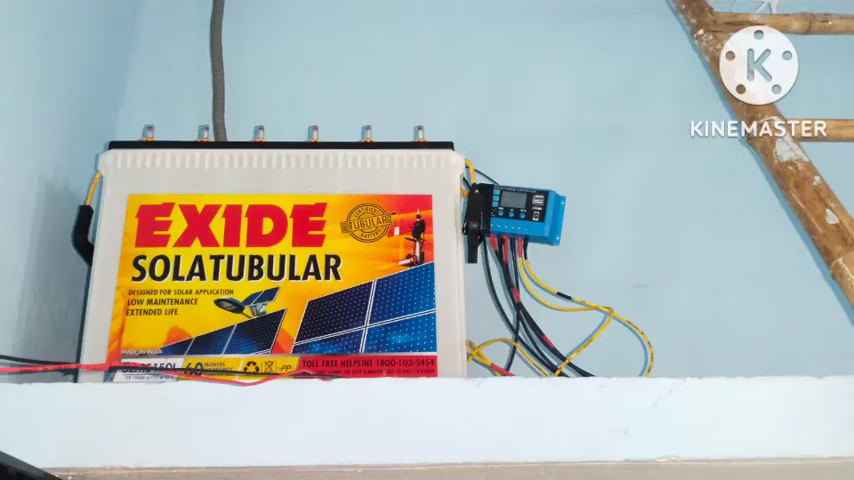 K
KINEMASTER
EXIDE
TUBULAR
SOLATUBULAR
DESIGNED FOR SOLAR APPLICATION
LOW MAINTENANCE
EXTENDED LIFE
MADE IN INDIA
60
TOLL FREE HELPLINE 1800-103-5454
PP